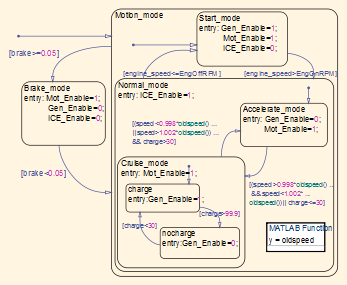 Motion_mode
Start_mode
entry: Gen_Enable=1;
Mot_Enable=1;
ICE_Enable=0;
[brake>=0.05]
[engine_speed<=EngOffRPM]
[engine_speed>EngOnRPM]
Brake_mode
entry: Mot_Enable=1;
Gen_Enable=0;
ICE_Enable=0;
Normal_mode
entry: ICE_Enable=1;
Accelerate_mode
entry: Gen_Enable=0;
Mot_Enable=1;
[(speed <0.998*oldspeed() ...
||speed>1.002*oldspeed()) ...
&& charge>30]
Cruise_mode
entry: Mot_Enable=1;
[brake<0.05]
charge
entry:Gen_Enable=1;
[(speed>0.998*oldspeed() ...
&& speed<1.002* ...
oldspeed())|| charge<=30]
[charge<30]
[charge>99.9]
nocharge
entry:Gen_Enable=0;
MATLAB Function
y = oldspeed